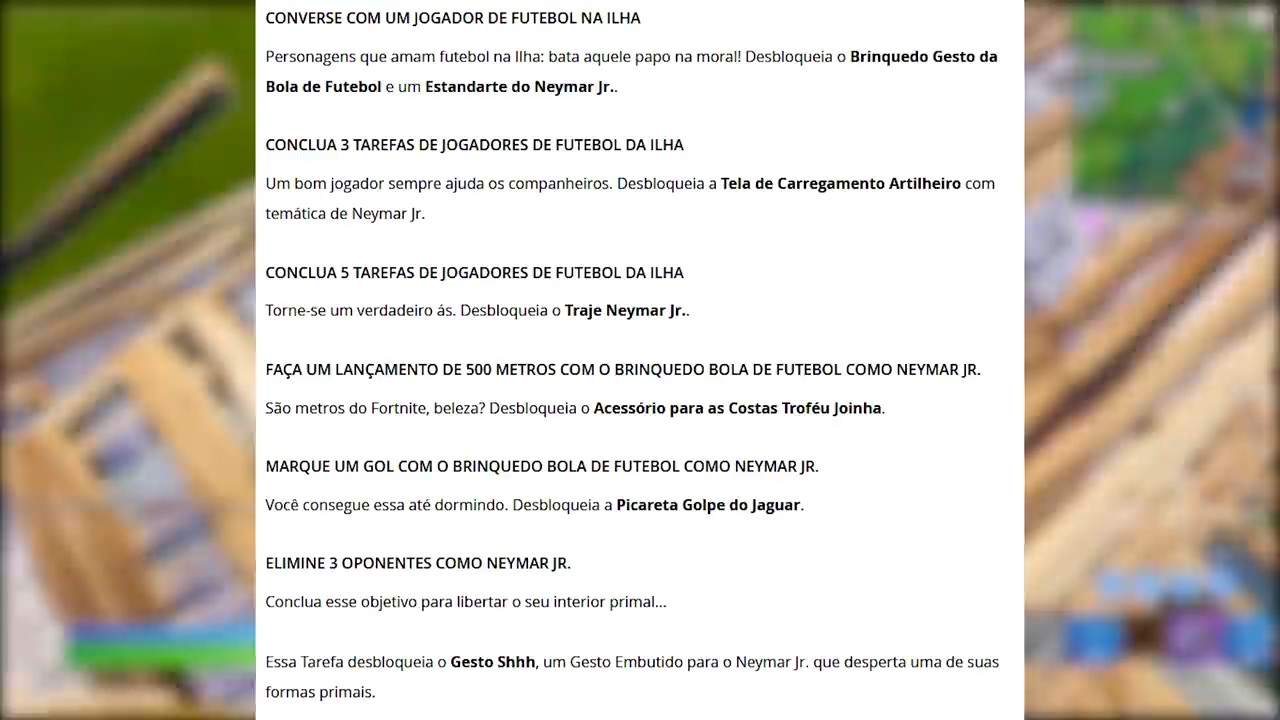 CONVERSE COM UM JOGADOR DE FUTEBOL NA ILHA
Personagens que amam futebol na Ilha: bata aquele papo na moral! Desbloqueia o Brinquedo Gesto da
Bola de Futebol e um Estandarte do Neymar Jr..
CONCLUA 3 TAREFAS DE JOGADORES DE FUTEBOL DA ILHA
Um bom jogador sempre ajuda os companheiros. Desbloqueia a Tela de Carregamento Artilheiro com
temática de Neymar Jr.
CONCLUA 5 TAREFAS DE JOGADORES DE FUTEBOL DA ILHA
Torne-se um verdadeiro ás. Desbloqueia o Traje Neymar Jr..
FAÇA UM LANÇAMENTO DE 500 METROS COM O BRINQUEDO BOLA DE FUTEBOL COMO NEYMAR JR.
São metros do Fortnite, beleza? Desbloqueia o Acessório para as Costas Troféu Joinha.
MARQUE UM GOL COM O BRINQUEDO BOLA DE FUTEBOL COMO NEYMAR JR.
Você consegue essa até dormindo. Desbloqueia a Picareta Golpe do Jaguar.
ELIMINE 3 OPONENTES COMO NEYMAR JR.
Conclua esse objetivo para libertar o seu interior primal...
Essa Tarefa desbloqueia o Gesto Shhh, um Gesto Embutido para o Neymar Jr. que desperta uma de suas
formas primais.